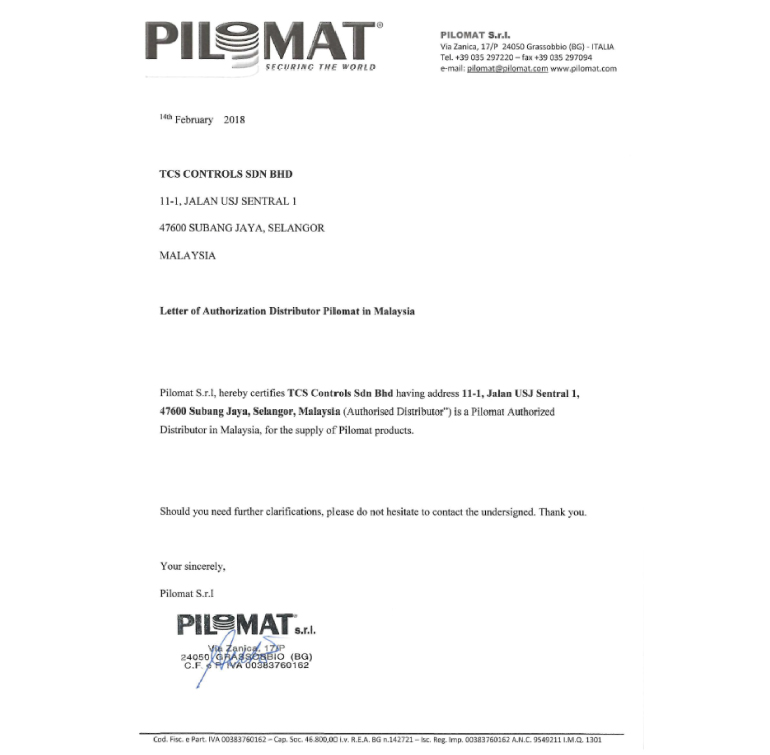 PILOMAT®
SECURING THE WORLD
PILOMAT S.r.l.
Via Zanica, 17/P 24050 Grassobbio (BG) - ITALIA
Tel. +39 035 297220 – fax +39 035 297094
e-mail: pilomat@pilomat.com www.pilomat.com
14th February 2018
TCS CONTROLS SDN BHD
11-1, JALAN USJ SENTRAL 1
47600 SUBANG JAYA, SELANGOR
MALAYSIA
Letter of Authorization Distributor Pilomat in Malaysia
Pilomat S.r.l, hereby certifies TCS Controls Sdn Bhd having address 11-1, Jalan USJ Sentral 1,
47600 Subang Jaya, Selangor, Malaysia (Authorised Distributor") is a Pilomat Authorized
Distributor in Malaysia, for the supply of Pilomat products.
Should you need further clarifications, please do not hesitate to contact the undersigned. Thank you.
Your sincerely,
Pilomat S.r.l
PILOMAT s.r.l.
Via Zanica, 17/P
24050 GRASSOBBIO (BG)
C.F. e P. IVA 00383760162
Cod. Fisc. e Part. IVA 00383760162 – Cap. Soc. 46.800,00 i.v. R.E.A. BG n.142721 – Isc. Reg. Imp. 00383760162 A.N.C. 9549211 I.M.Q. 1301